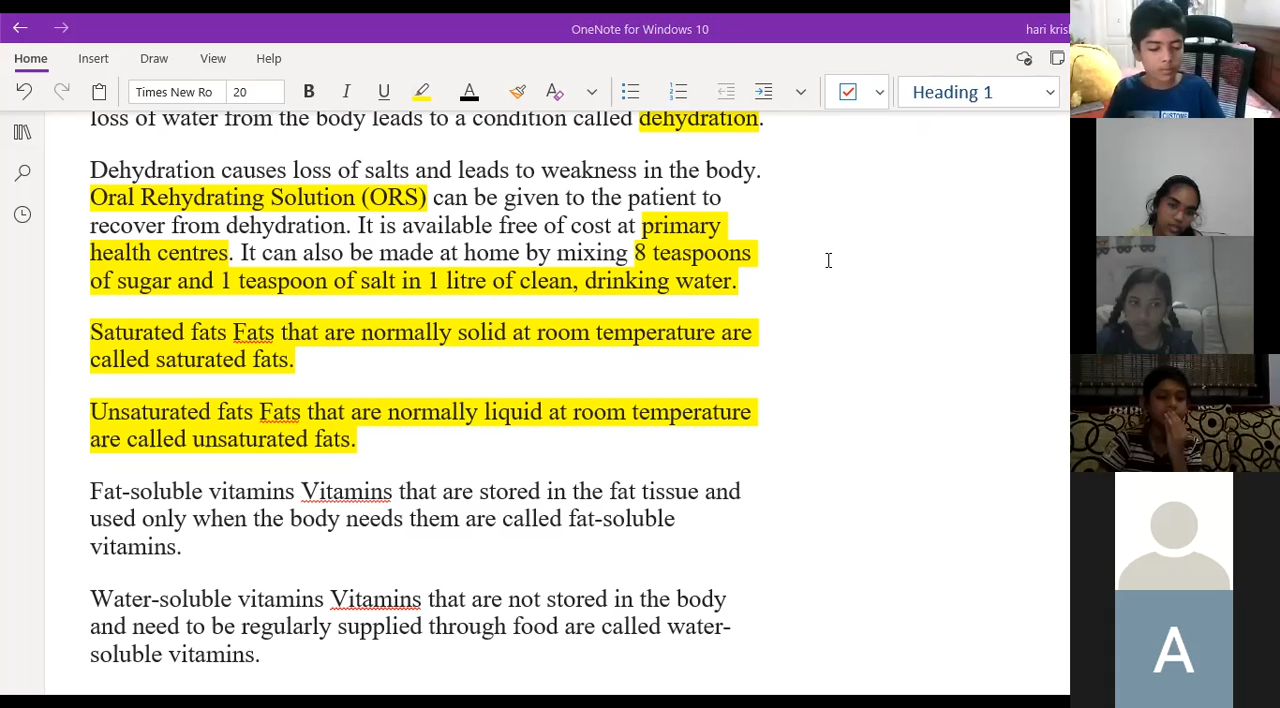 OneNote for Windows 10
hari kris
Home Insert Draw View Help
Times New Ro 20 B I U A Heading 1
loss of water from the body leads to a condition called dehydration.
Dehydration causes loss of salts and leads to weakness in the body.
Oral Rehydrating Solution (ORS) can be given to the patient to
recover from dehydration. It is available free of cost at primary
health centres. It can also be made at home by mixing 8 teaspoons
of sugar and 1 teaspoon of salt in 1 litre of clean, drinking water.
Saturated fats Fats that are normally solid at room temperature are
called saturated fats.
Unsaturated fats Fats that are normally liquid at room temperature
are called unsaturated fats.
Fat-soluble vitamins Vitamins that are stored in the fat tissue and
used only when the body needs them are called fat-soluble
vitamins.
Water-soluble vitamins Vitamins that are not stored in the body
and need to be regularly supplied through food are called water-
soluble vitamins.
A